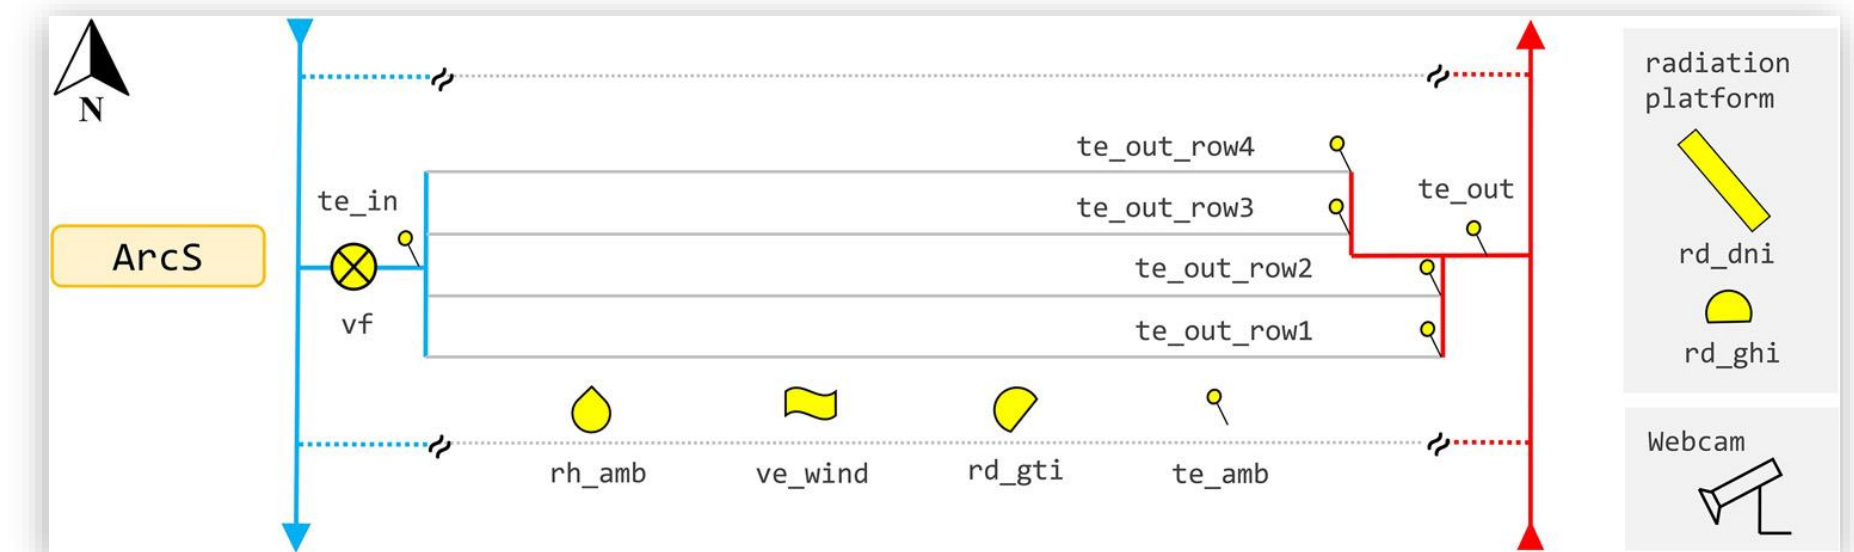 N
ArcS
te_in
vf
te_out_row4
te_out_row3
te_out_row2
te_out_row1
te_out
rh_amb
ve_wind
rd_gti
te_amb
radiation
platform
rd_dni
rd_ghi
Webcam